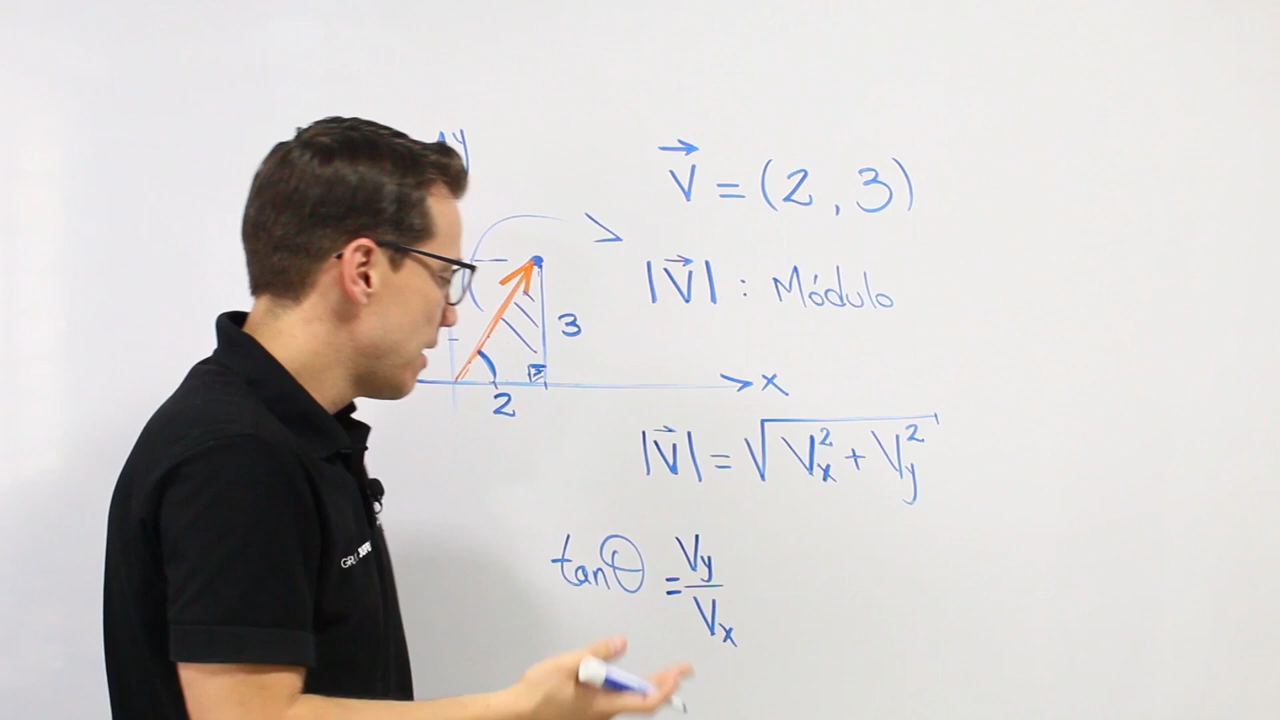 y
V⃗ = (2, 3)
|V⃗| : Módulo
3
x
2
|V⃗| = √(Vx² + Vy²)
tanθ = Vy/Vx